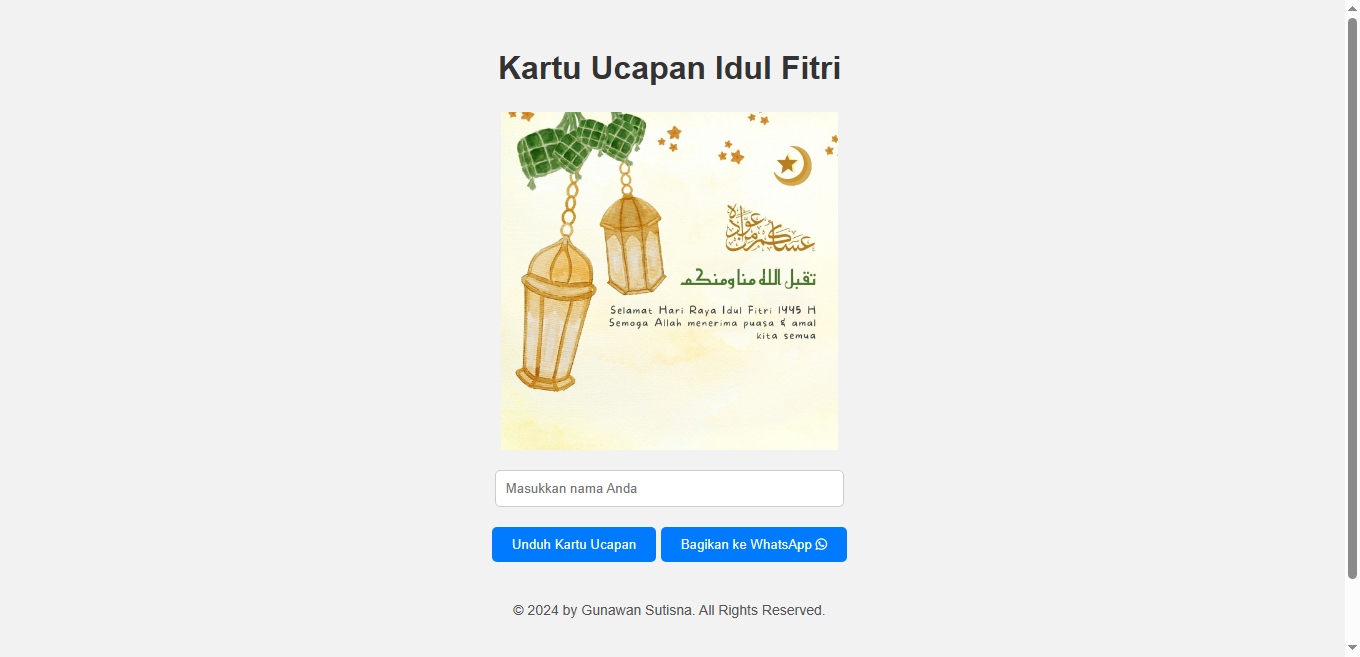 Kartu Ucapan Idul Fitri
عساكم من عواده
تقبل الله منا ومنكم
Selamat Hari Raya Idul Fitri 1445 H
Semoga Allah menerima puasa & amal
kita semua
Masukkan nama Anda
Unduh Kartu Ucapan
Bagikan ke WhatsApp
© 2024 by Gunawan Sutisna. All Rights Reserved.